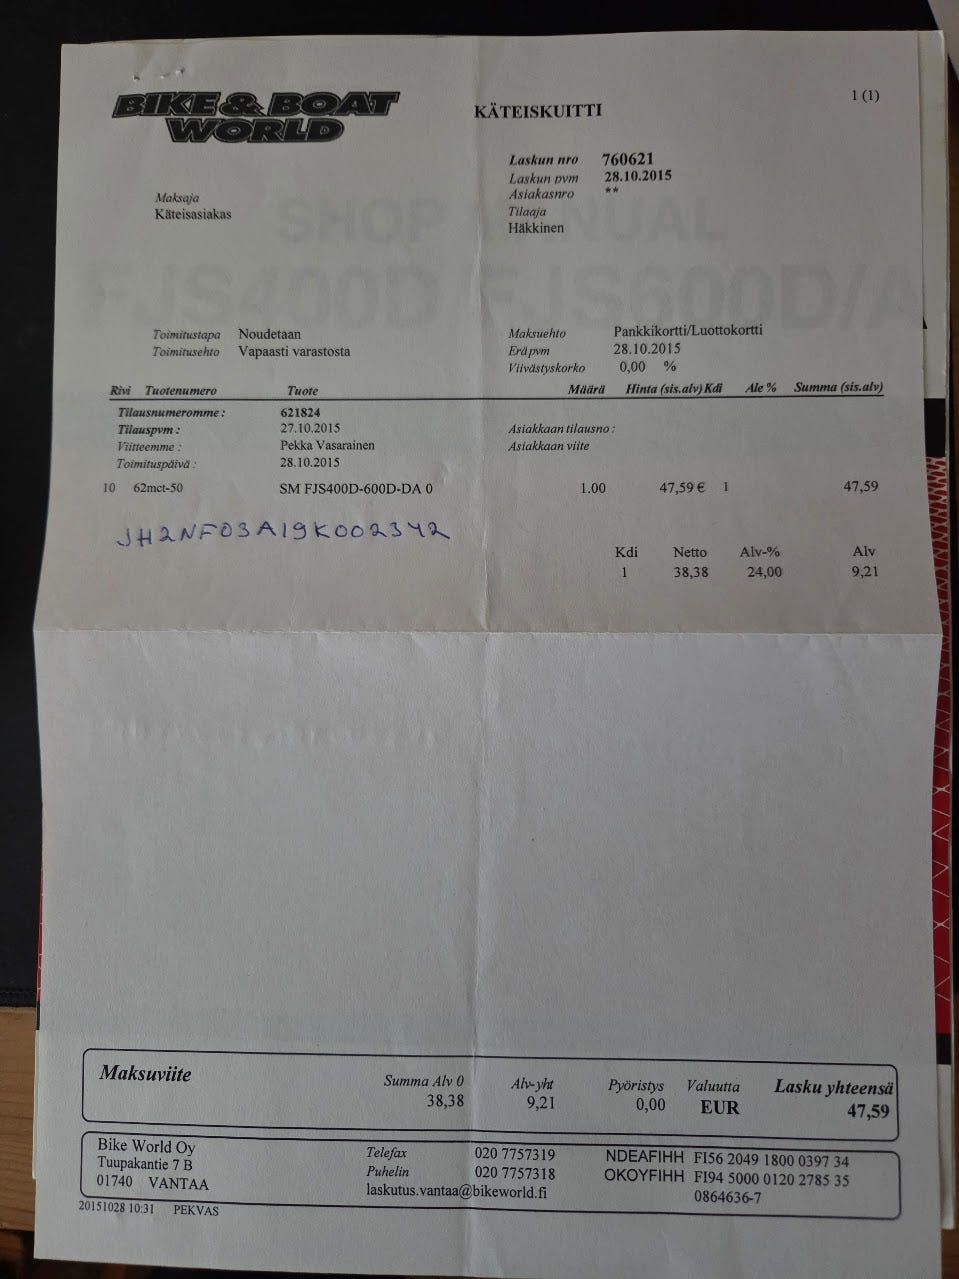 BIKE & BOAT
WORLD
KÄTEISKUITTI
1 (1)
Laskun nro 760621
Laskun pvm 28.10.2015
Asiakasnro **
Tilaaja
Häkkinen
Maksaja
Käteisasiakas
SHOP MANUAL
FJS400D/FJS600D/A
Toimitustapa Noudetaan
Toimitusehto Vapaasti varastosta
Maksuehto Pankkikortti/Luottokortti
Eräpvm 28.10.2015
Viivästyskorko 0,00 %
Rivi Tuotenumero Tuote Määrä Hinta (sis.alv) Kdi Ale % Summa (sis.alv)
Tilausnumeromme : 621824
Tilauspvm : 27.10.2015 Asiakkaan tilausno :
Viitteemme : Pekka Vasarainen Asiakkaan viite
Toimituspäivä : 28.10.2015
10 62mct-50 SM FJS400D-600D-DA 0 1.00 47,59 € 1 47,59
JH2NF03A19K002342
Kdi Netto Alv-% Alv
1 38,38 24,00 9,21
Maksuviite Summa Alv 0 Alv-yht Pyöristys Valuutta Lasku yhteensä
38,38 9,21 0,00 EUR 47,59
Bike World Oy Telefax 020 7757319 NDEAFIHH FI56 2049 1800 0397 34
Tuupakantie 7 B Puhelin 020 7757318 OKOYFIHH FI94 5000 0120 2785 35
01740 VANTAA laskutus.vantaa@bikeworld.fi 0864636-7
20151028 10:31 PEKVAS